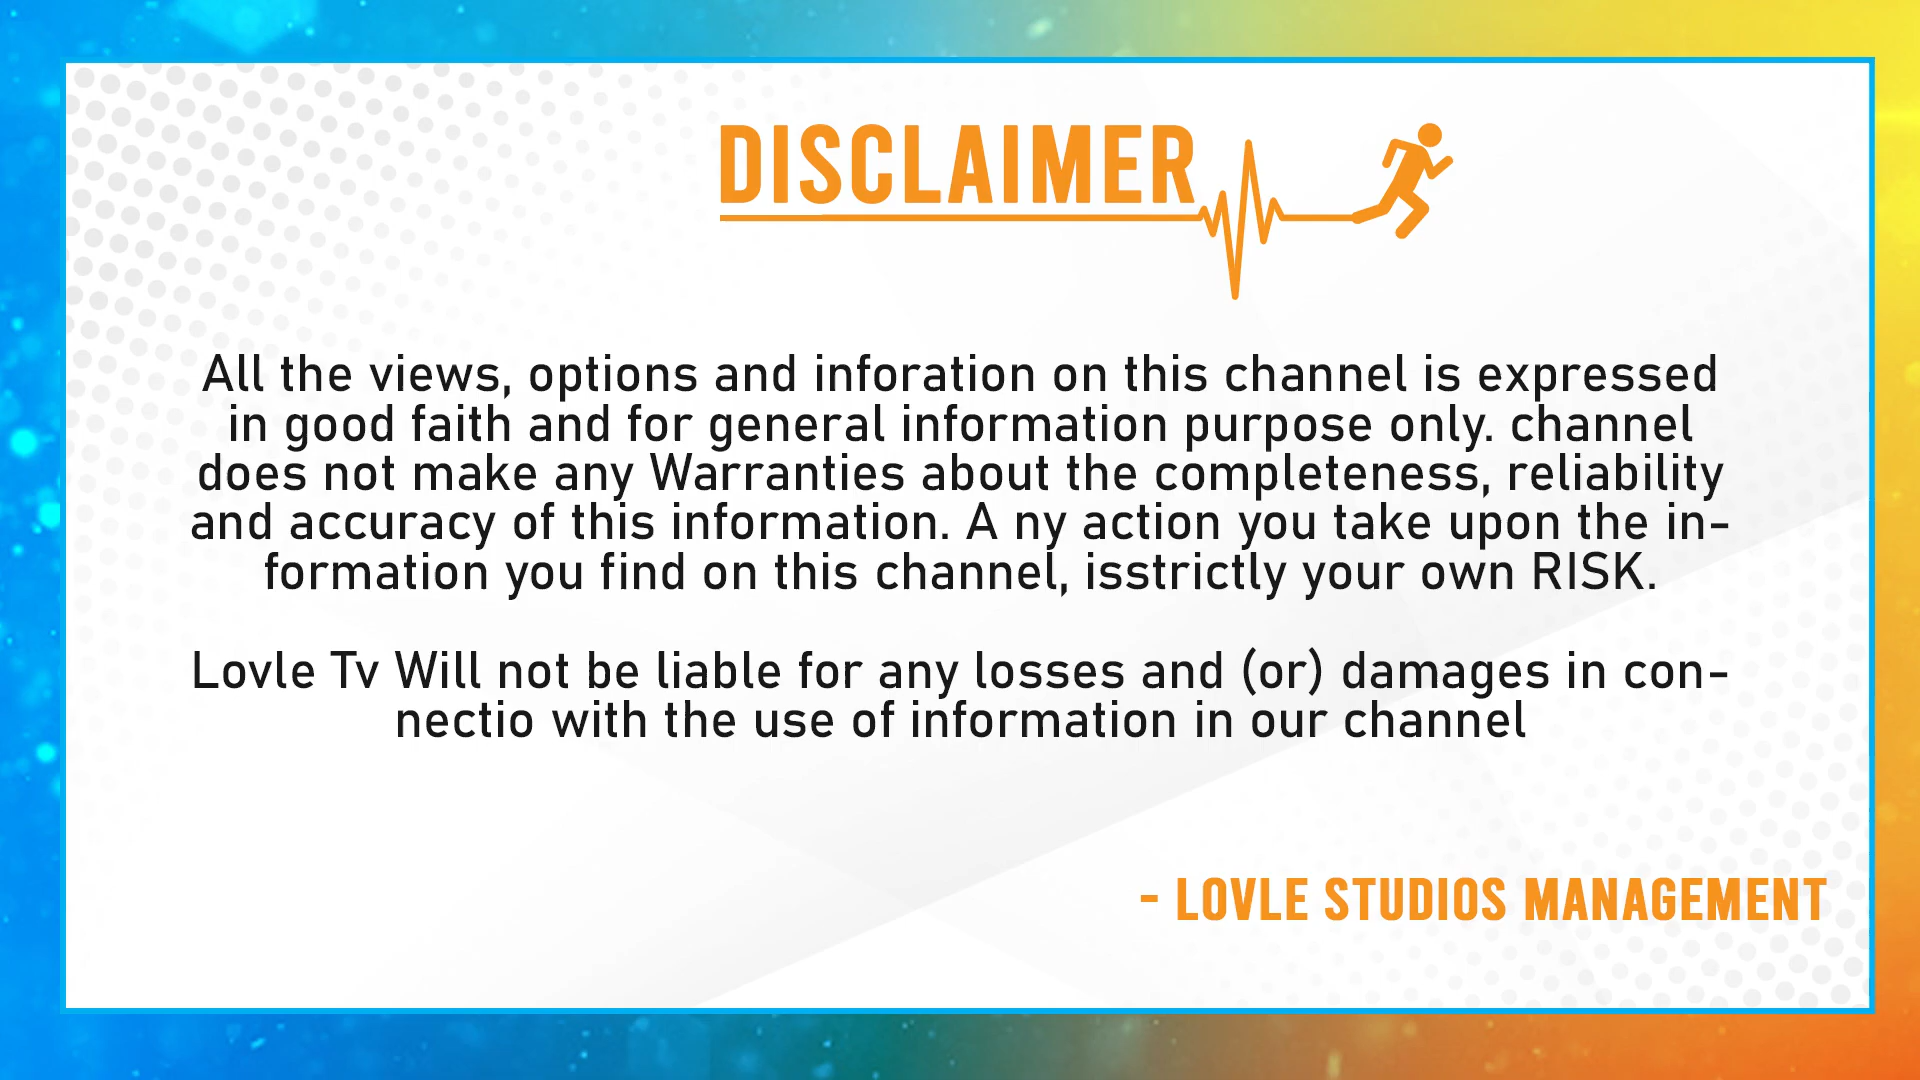 DISCLAIMER
All the views, options and inforation on this channel is expressed
in good faith and for general information purpose only. channel
does not make any Warranties about the completeness, reliability
and accuracy of this information. A ny action you take upon the in-
formation you find on this channel, isstrictly your own RISK.
Lovle Tv Will not be liable for any losses and (or) damages in con-
nectio with the use of information in our channel
- LOVLE STUDIOS MANAGEMENT